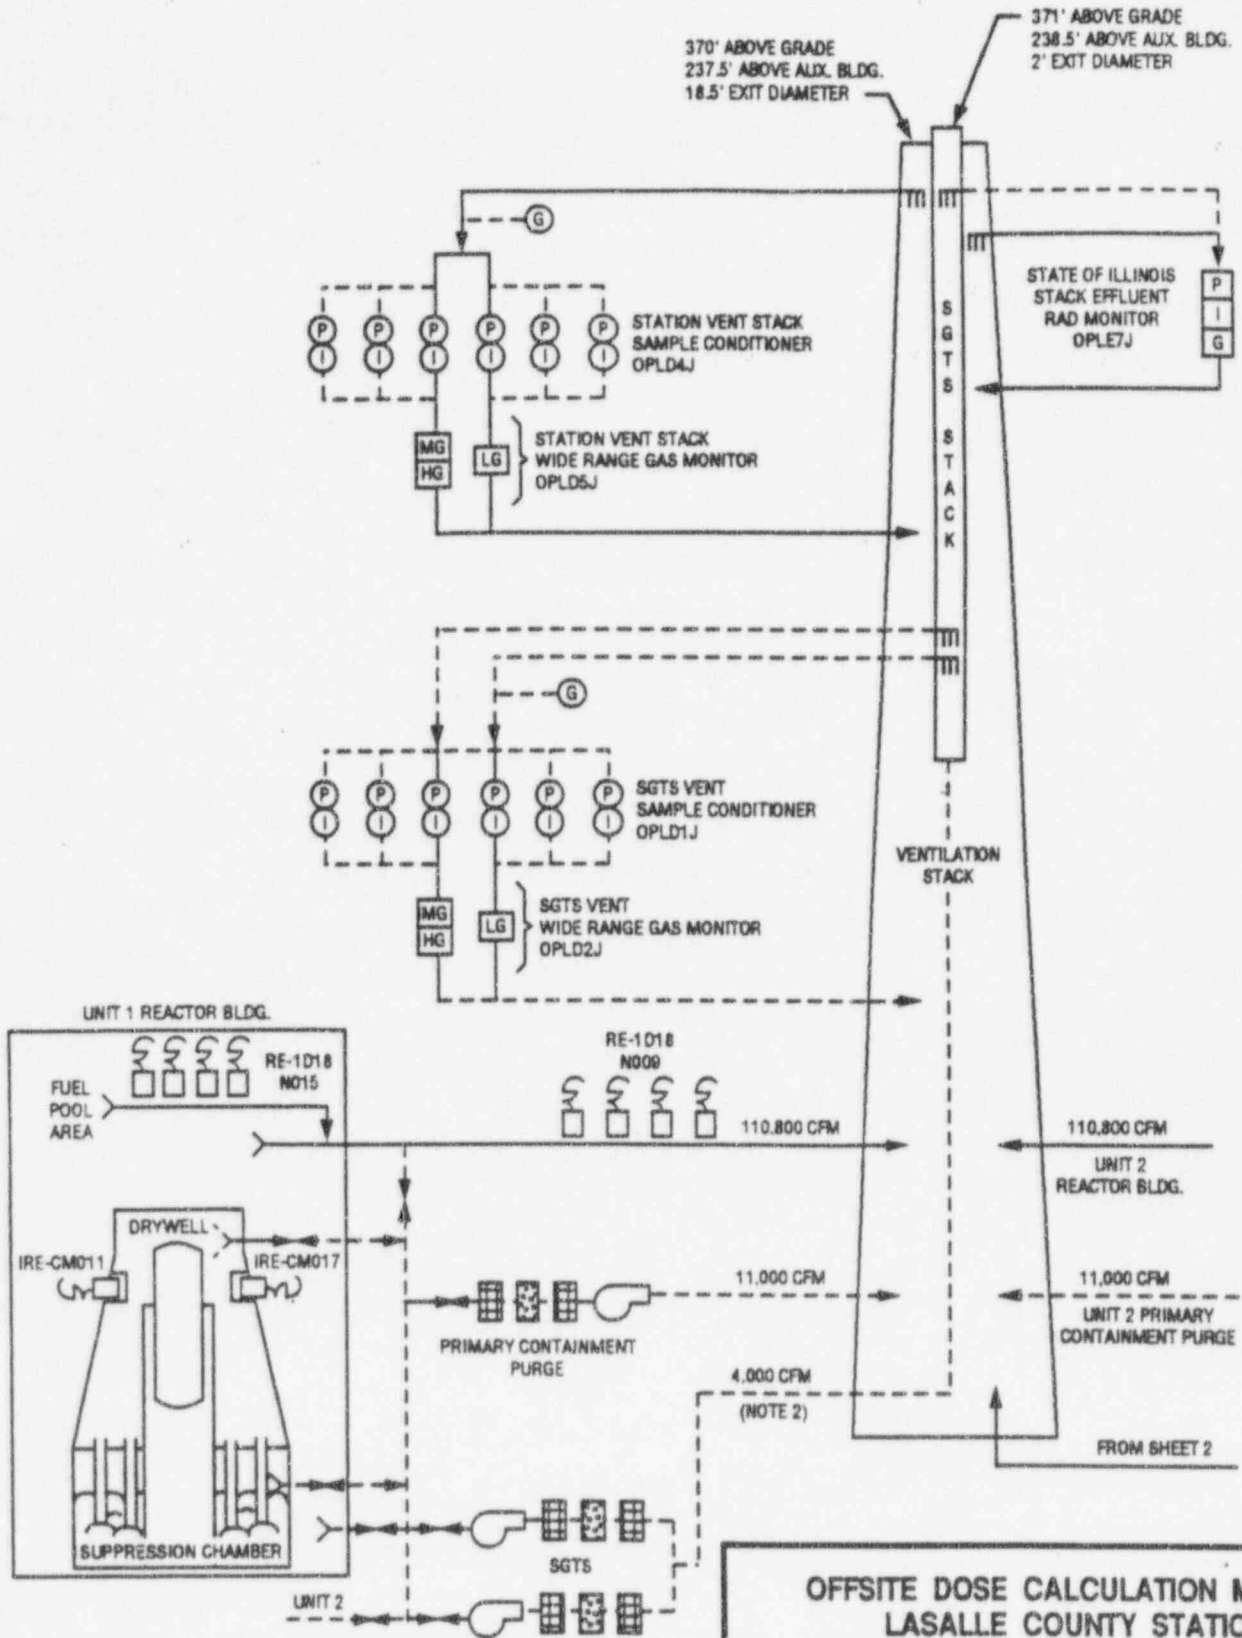 371' ABOVE GRADE
238.5' ABOVE AUX. BLDG.
2' EXIT DIAMETER
370' ABOVE GRADE
237.5' ABOVE AUX. BLDG.
18.5' EXIT DIAMETER
G
P P P P P P
I I I I I I
STATION VENT STACK
SAMPLE CONDITIONER
OPLD4J
MG
HG
LG
STATION VENT STACK
WIDE RANGE GAS MONITOR
OPLD5J
STATE OF ILLINOIS
STACK EFFLUENT
RAD MONITOR
OPLE7J
P
I
G
SGTS STACK
G
P P P P P P
I I I I I I
SGTS VENT
SAMPLE CONDITIONER
OPLD1J
MG
HG
LG
SGTS VENT
WIDE RANGE GAS MONITOR
OPLD2J
VENTILATION
STACK
UNIT 1 REACTOR BLDG.
RE-1D18
N015
FUEL
POOL
AREA
RE-1D18
N009
110,800 CFM
110,800 CFM
UNIT 2
REACTOR BLDG.
DRYWELL
IRE-CM011
IRE-CM017
11,000 CFM
11,000 CFM
UNIT 2 PRIMARY
CONTAINMENT PURGE
PRIMARY CONTAINMENT
PURGE
4,000 CFM
(NOTE 2)
FROM SHEET 2
SUPPRESSION CHAMBER
SGTS
UNIT 2
OFFSITE DOSE CALCULATION M
LASALLE COUNTY STATIO